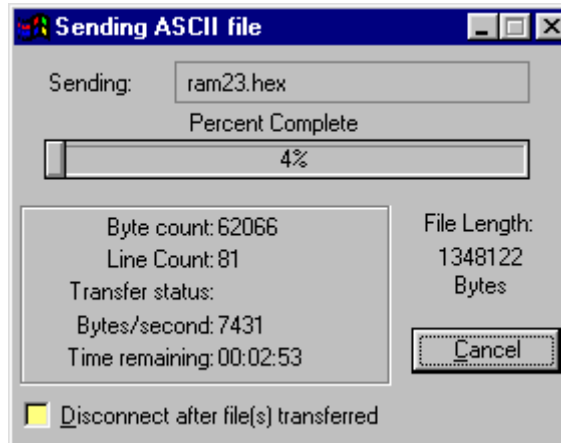 Sending ASCII file
Sending: ram23.hex
Percent Complete
4%
Byte count: 62066
Line Count: 81
Transfer status:
Bytes/second: 7431
Time remaining: 00:02:53
File Length:
1348122
Bytes
Cancel
Disconnect after file(s) transferred